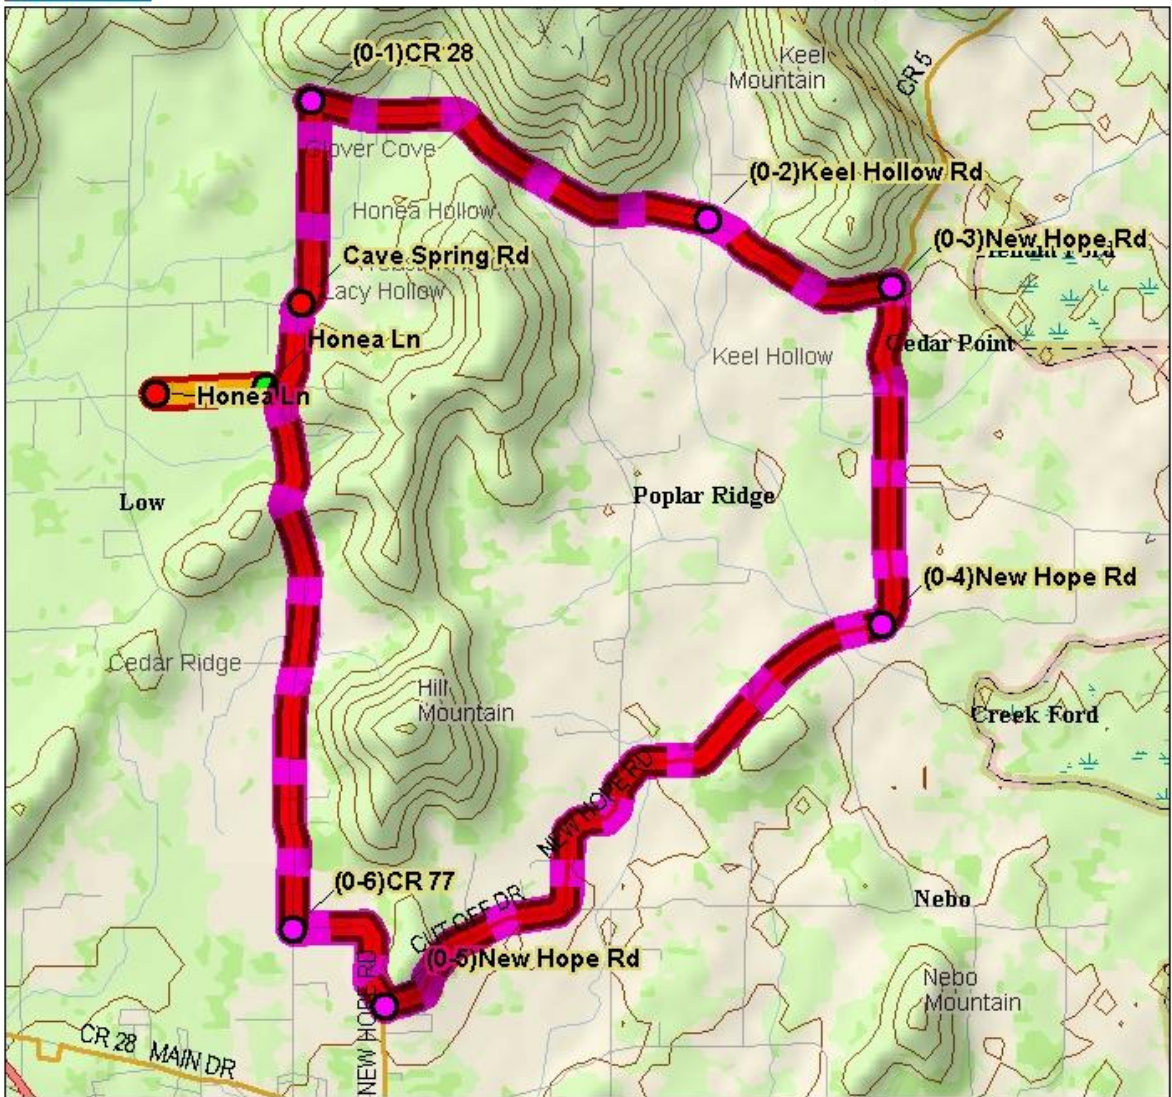 (0-1)CR 28
Keel
Mountain
CR 5
Glover Cove
(0-2)Keel Hollow Rd
Honea Hollow
(0-3)New Hope Rd
Cave Spring Rd
Lacy Hollow
Honea Ln
Cedar Point
Keel Hollow
Honea Ln
Low
Poplar Ridge
(0-4)New Hope Rd
Cedar Ridge
Hill
Mountain
Creek Ford
NEW HOPE RD
(0-6)CR 77
CUT OFF DR
Nebo
(0-5)New Hope Rd
Nebo
Mountain
NEW HOPE RD
CR 28 MAIN DR